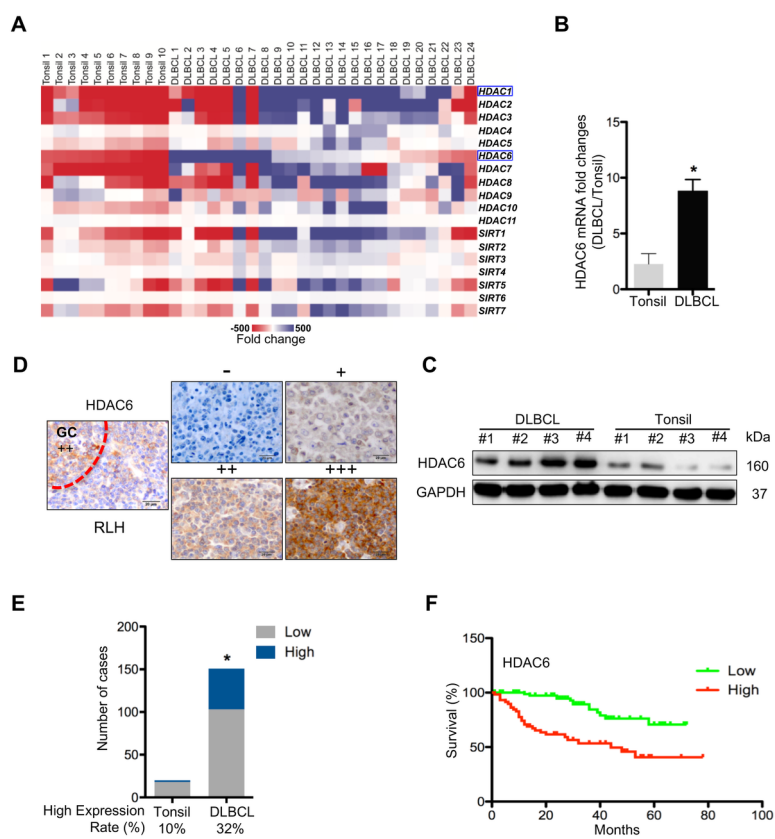 A
Tonsil 1
Tonsil 2
Tonsil 3
Tonsil 4
Tonsil 5
Tonsil 6
Tonsil 7
Tonsil 8
Tonsil 9
Tonsil 10
DLBCL 1
DLBCL 2
DLBCL 3
DLBCL 4
DLBCL 5
DLBCL 6
DLBCL 7
DLBCL 8
DLBCL 9
DLBCL 10
DLBCL 11
DLBCL 12
DLBCL 13
DLBCL 14
DLBCL 15
DLBCL 16
DLBCL 17
DLBCL 18
DLBCL 19
DLBCL 20
DLBCL 21
DLBCL 22
DLBCL 23
DLBCL 24
HDAC1
HDAC2
HDAC3
HDAC4
HDAC5
HDAC6
HDAC7
HDAC8
HDAC9
HDAC10
HDAC11
SIRT1
SIRT2
SIRT3
SIRT4
SIRT5
SIRT6
SIRT7
-500 500
Fold change
B
HDAC6 mRNA fold changes
(DLBCL/Tonsil)
15
10
5
0
*
Tonsil DLBCL
D
HDAC6
GC
++
RLH
- +
++ +++
C
DLBCL Tonsil
#1 #2 #3 #4 #1 #2 #3 #4 kDa
HDAC6 160
GAPDH 37
E
Number of cases
200
150
100
50
0
Low
High
*
Tonsil DLBCL
High Expression
Rate (%) 10% 32%
F
HDAC6
Survival (%)
150
100
50
0
Low
High
0 20 40 60 80 100
Months